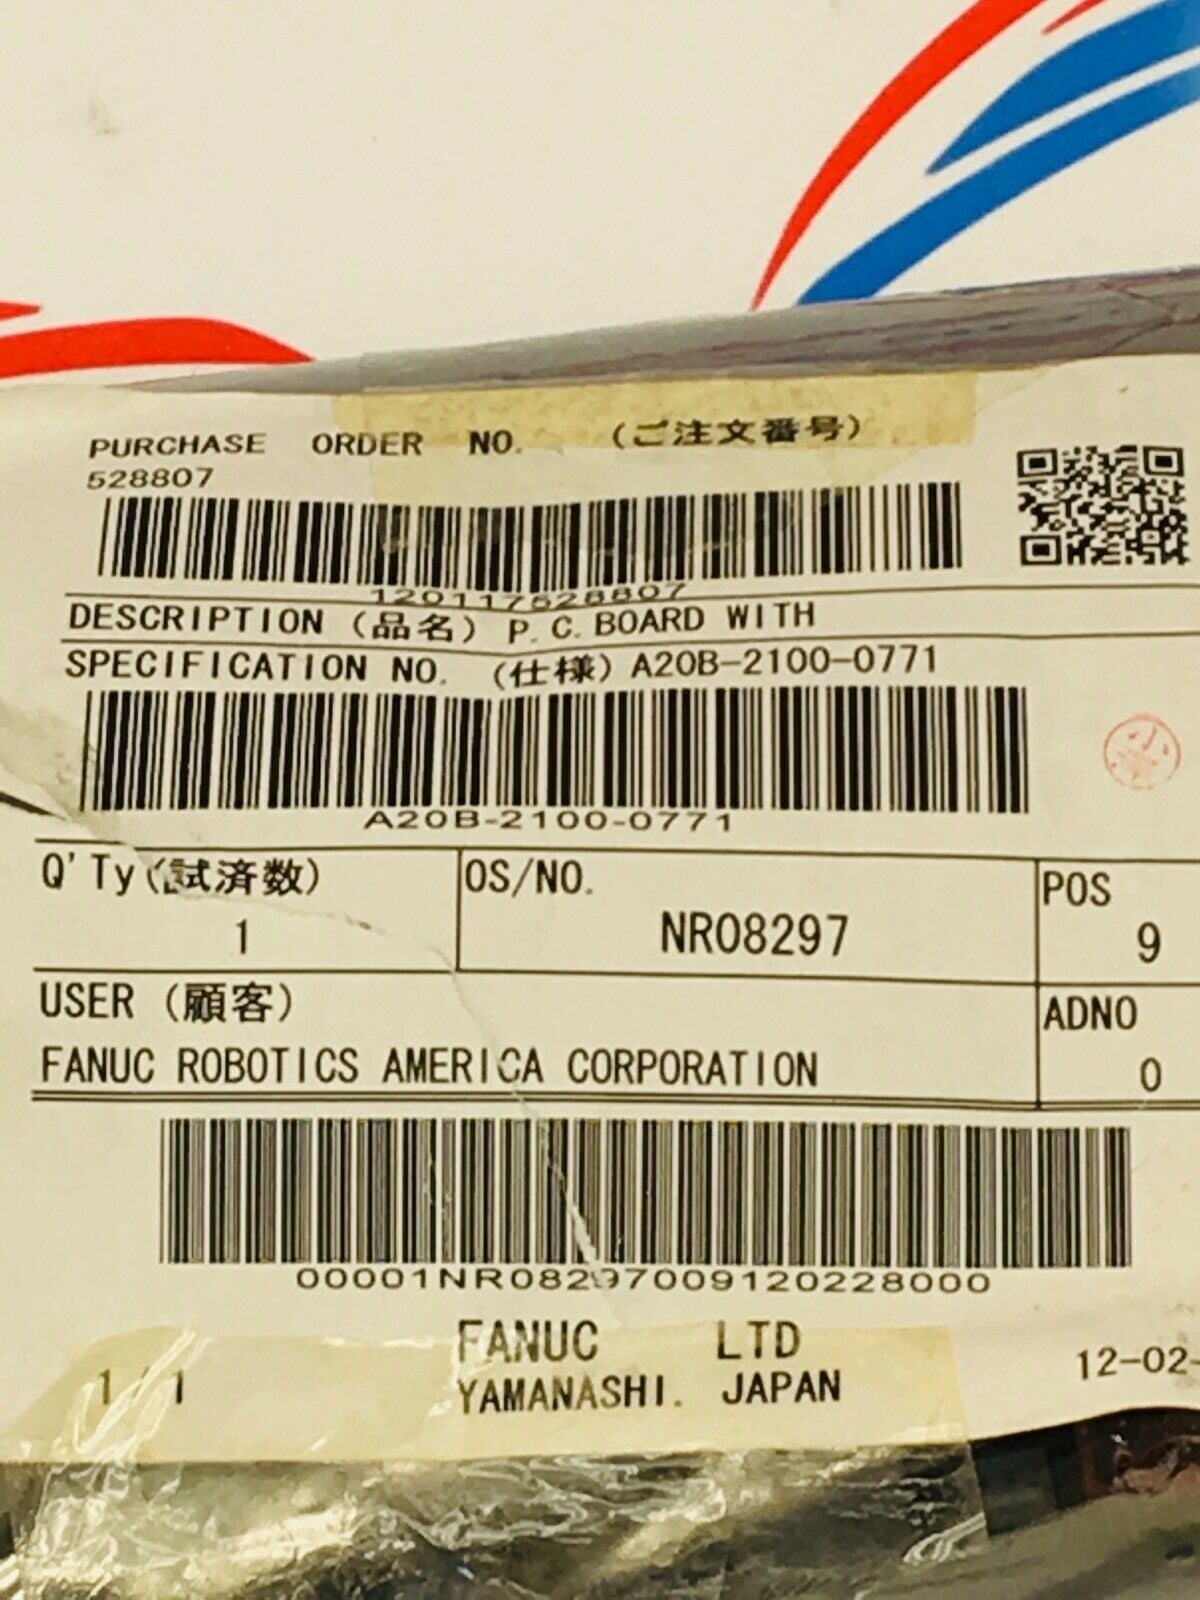 PURCHASE ORDER NO. (ご注文番号)
528807
120117528807
DESCRIPTION (品名) P.C.BOARD WITH
SPECIFICATION NO. (仕様) A20B-2100-0771
A20B-2100-0771
Q'Ty(試済数) OS/NO. POS
1 NR08297 9
USER (顧客) ADNO
FANUC ROBOTICS AMERICA CORPORATION 0
00001NR08297009120228000
FANUC LTD
1/1 YAMANASHI. JAPAN 12-02-